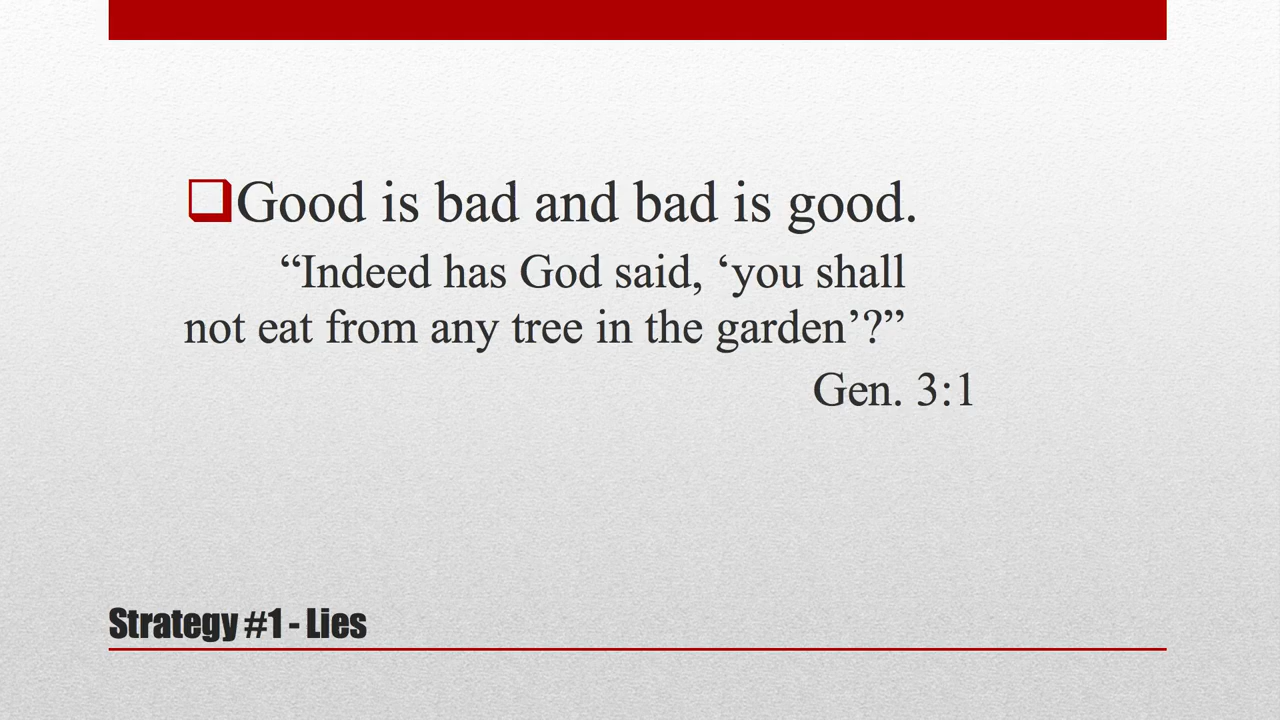 Good is bad and bad is good.
“Indeed has God said, ‘you shall
not eat from any tree in the garden’?”
Gen. 3:1
Strategy #1 - Lies